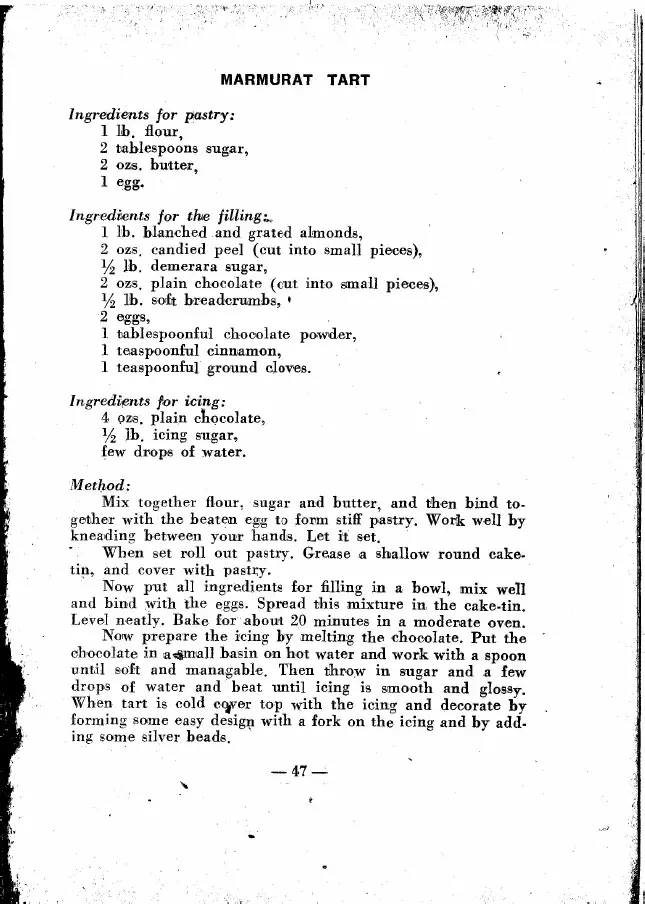 MARMURAT TART
Ingredients for pastry:
1 lb. flour,
2 tablespoons sugar,
2 ozs. butter,
1 egg.
Ingredients for the filling:
1 lb. blanched and grated almonds,
2 ozs. candied peel (cut into small pieces),
½ lb. demerara sugar,
2 ozs. plain chocolate (cut into small pieces),
½ lb. soft breadcrumbs,
2 eggs,
1 tablespoonful chocolate powder,
1 teaspoonful cinnamon,
1 teaspoonful ground cloves.
Ingredients for icing:
4 ozs. plain chocolate,
½ lb. icing sugar,
few drops of water.
Method:
Mix together flour, sugar and butter, and then bind to-
gether with the beaten egg to form stiff pastry. Work well by
kneading between your hands. Let it set.
When set roll out pastry. Grease a shallow round cake-
tin, and cover with pastry.
Now put all ingredients for filling in a bowl, mix well
and bind with the eggs. Spread this mixture in the cake-tin.
Level neatly. Bake for about 20 minutes in a moderate oven.
Now prepare the icing by melting the chocolate. Put the
chocolate in a small basin on hot water and work with a spoon
until soft and managable. Then throw in sugar and a few
drops of water and beat until icing is smooth and glossy.
When tart is cold cover top with the icing and decorate by
forming some easy design with a fork on the icing and by add-
ing some silver beads.
— 47 —